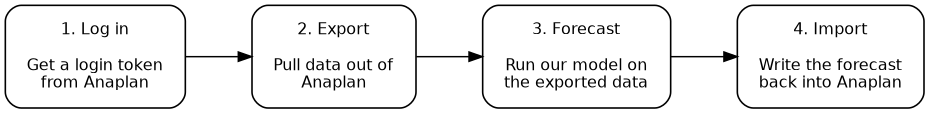 1. Log in
Get a login token
from Anaplan
2. Export
Pull data out of
Anaplan
3. Forecast
Run our model on
the exported data
4. Import
Write the forecast
back into Anaplan